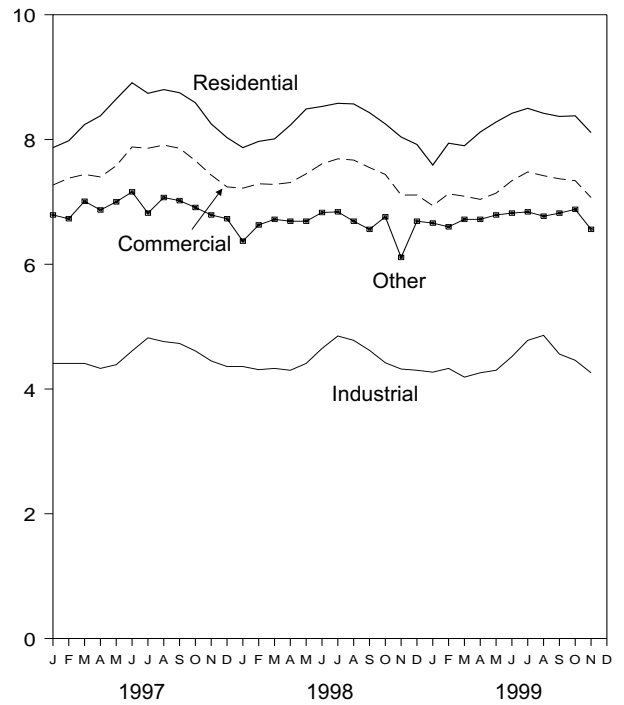 10
Residential
8
Commercial
6
Other
4
Industrial
2
0
J F M A M J J A S O N D J F M A M J J A S O N D J F M A M J J A S O N D
1997 1998 1999